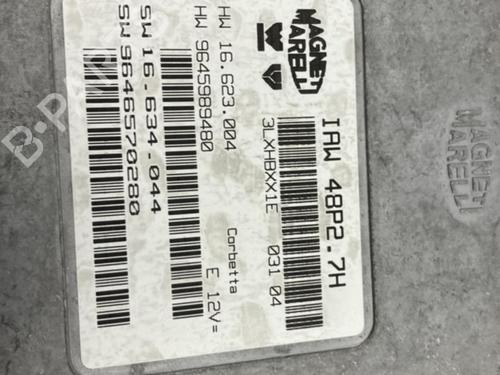 MAGNETI
MARELLI
IAW 48P2.7H
3LXHBXX1E 031 04
HW 16.623.004
HW 9645989480
Corbetta
E 12V=
SW 16-634-044
SW 9646570280
MAGNETI
MARELLI
B-PARTS